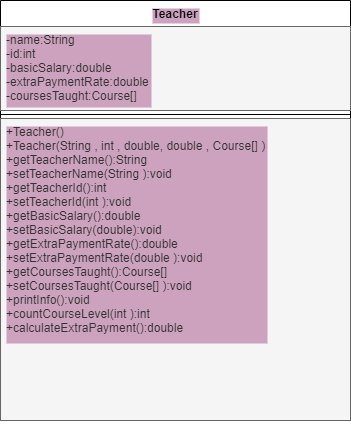 Teacher
-name:String
-id:int
-basicSalary:double
-extraPaymentRate:double
-coursesTaught:Course[]
+Teacher()
+Teacher(String , int , double, double , Course[] )
+getTeacherName():String
+setTeacherName(String ):void
+getTeacherId():int
+setTeacherId(int ):void
+getBasicSalary():double
+setBasicSalary(double):void
+getExtraPaymentRate():double
+setExtraPaymentRate(double ):void
+getCoursesTaught():Course[]
+setCoursesTaught(Course[] ):void
+printInfo():void
+countCourseLevel(int ):int
+calculateExtraPayment():double